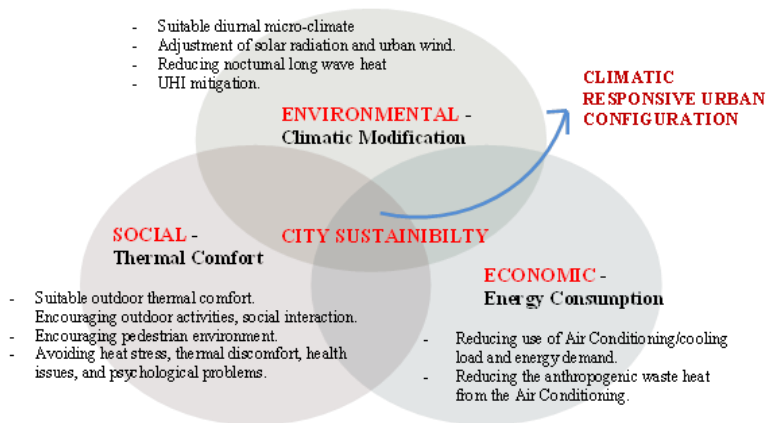 - Suitable diurnal micro-climate
- Adjustment of solar radiation and urban wind.
- Reducing nocturnal long wave heat
- UHI mitigation.
CLIMATIC
RESPONSIVE URBAN
CONFIGURATION
ENVIRONMENTAL -
Climatic Modification
SOCIAL -
Thermal Comfort
CITY SUSTAINIBILTY
ECONOMIC -
Energy Consumption
- Suitable outdoor thermal comfort.
Encouraging outdoor activities, social interaction.
- Encouraging pedestrian environment.
- Avoiding heat stress, thermal discomfort, health
issues, and psychological problems.
- Reducing use of Air Conditioning/cooling
load and energy demand.
- Reducing the anthropogenic waste heat
from the Air Conditioning.